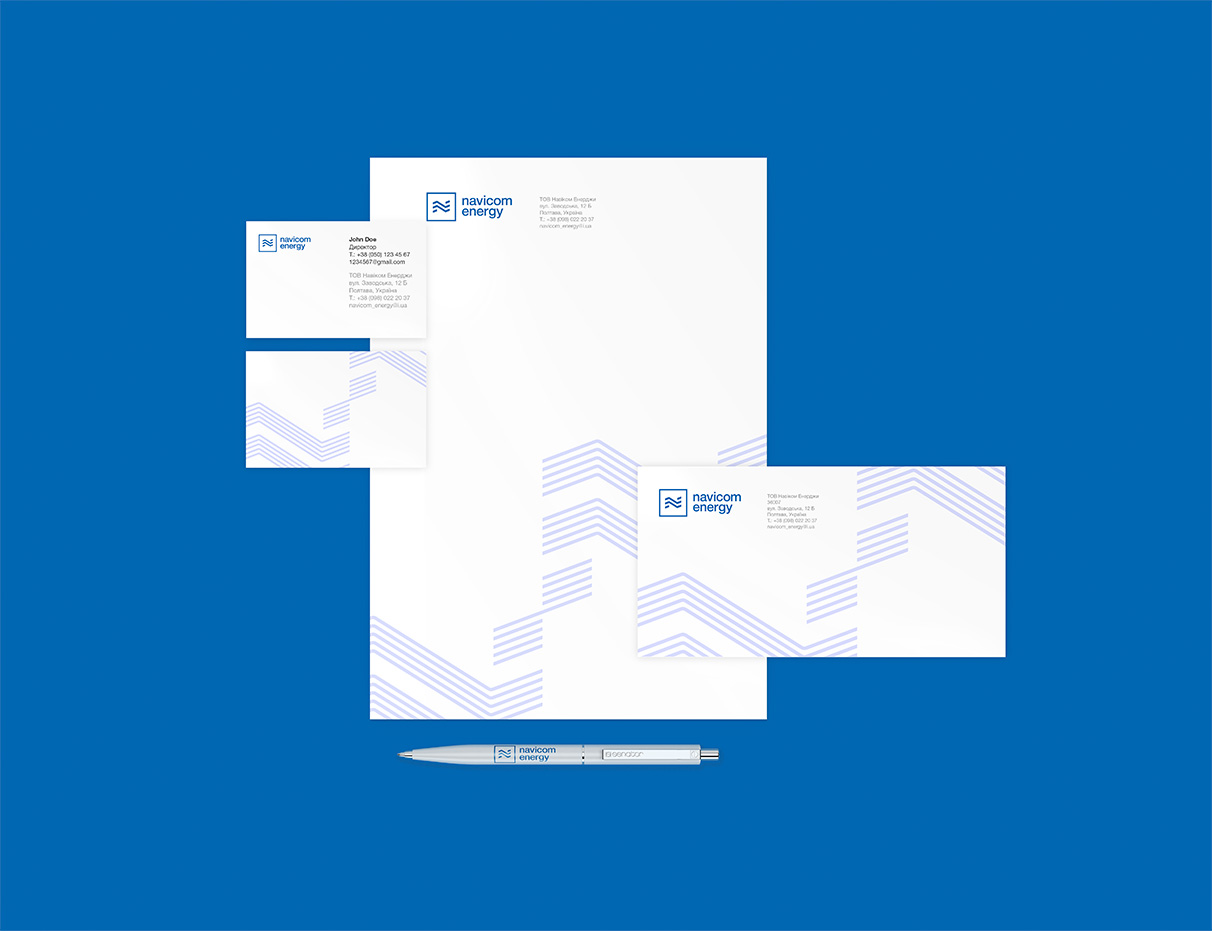 navicom
energy
ТОВ Навіком Енерджи
вул. Заводська, 12 Б
Полтава, Україна
Т.: +38 (098) 022 20 37
navicom_energy@i.ua
navicom
energy
John Doe
Директор
Т.: +38 (050) 123 45 67
1234567@gmail.com
ТОВ Навіком Енерджи
вул. Заводська, 12 Б
Полтава, Україна
Т.: +38 (098) 022 20 37
navicom_energy@i.ua
navicom
energy
ТОВ Навіком Енерджи
36007
вул. Заводська, 12 Б
Полтава, Україна
Т.: +38 (098) 022 20 37
navicom_energy@i.ua
navicom
energy
senator